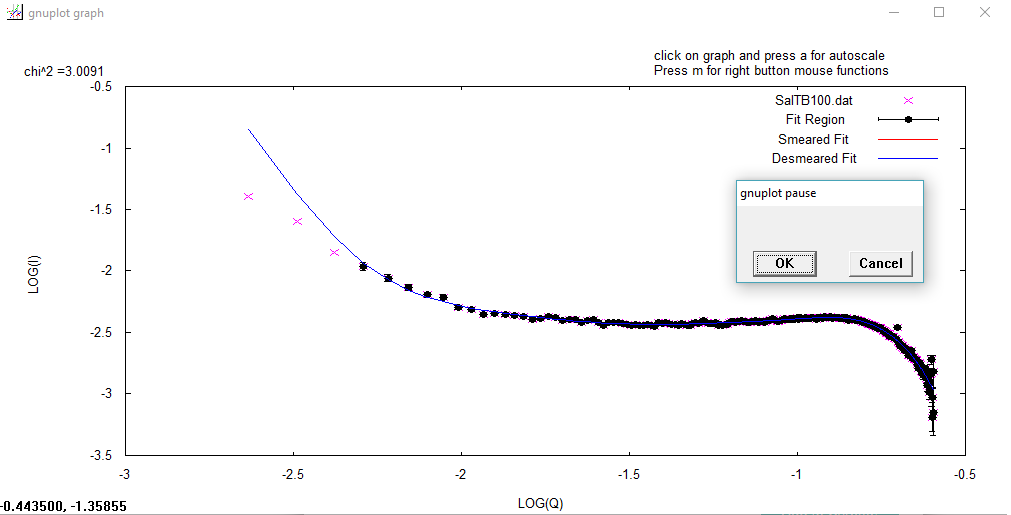 gnuplot graph
click on graph and press a for autoscale
chi^2 =3.0091
Press m for right button mouse functions
-0.5
SalTB100.dat
Fit Region
Smeared Fit
Desmeared Fit
-1
gnuplot pause
-1.5
-2
LOG(I)
OK
Cancel
-2.5
-3
-3.5
-3
-2.5
-2
-1.5
-1
-0.5
LOG(Q)
-0.443500, -1.35855